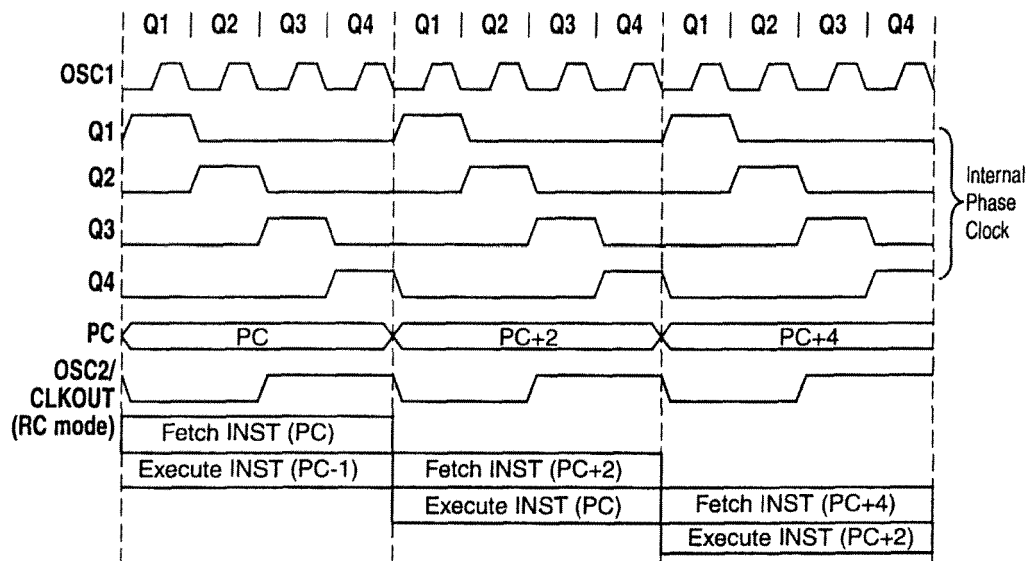 Q1 | Q2 | Q3 | Q4 | Q1 | Q2 | Q3 | Q4 | Q1 | Q2 | Q3 | Q4
OSC1
Q1
Q2
Q3
Q4
Internal
Phase
Clock
PC
PC
PC+2
PC+4
OSC2/
CLKOUT
(RC mode)
Fetch INST (PC)
Execute INST (PC-1)
Fetch INST (PC+2)
Execute INST (PC)
Fetch INST (PC+4)
Execute INST (PC+2)